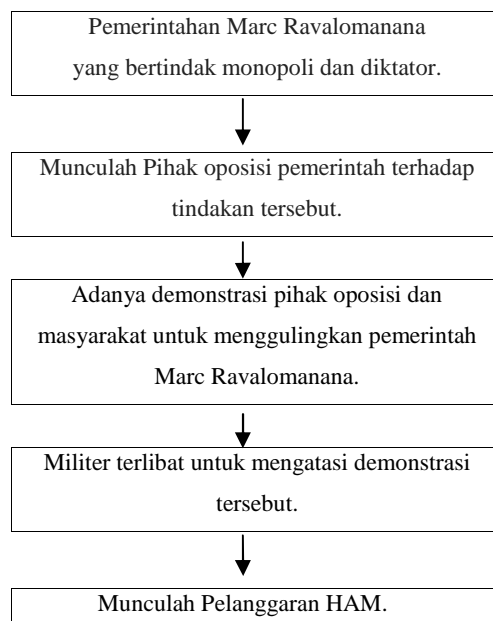 Pemerintahan Marc Ravalomanana
yang bertindak monopoli dan diktator.
Munculah Pihak oposisi pemerintah terhadap
tindakan tersebut.
Adanya demonstrasi pihak oposisi dan
masyarakat untuk menggulingkan pemerintah
Marc Ravalomanana.
Militer terlibat untuk mengatasi demonstrasi
tersebut.
Munculah Pelanggaran HAM.